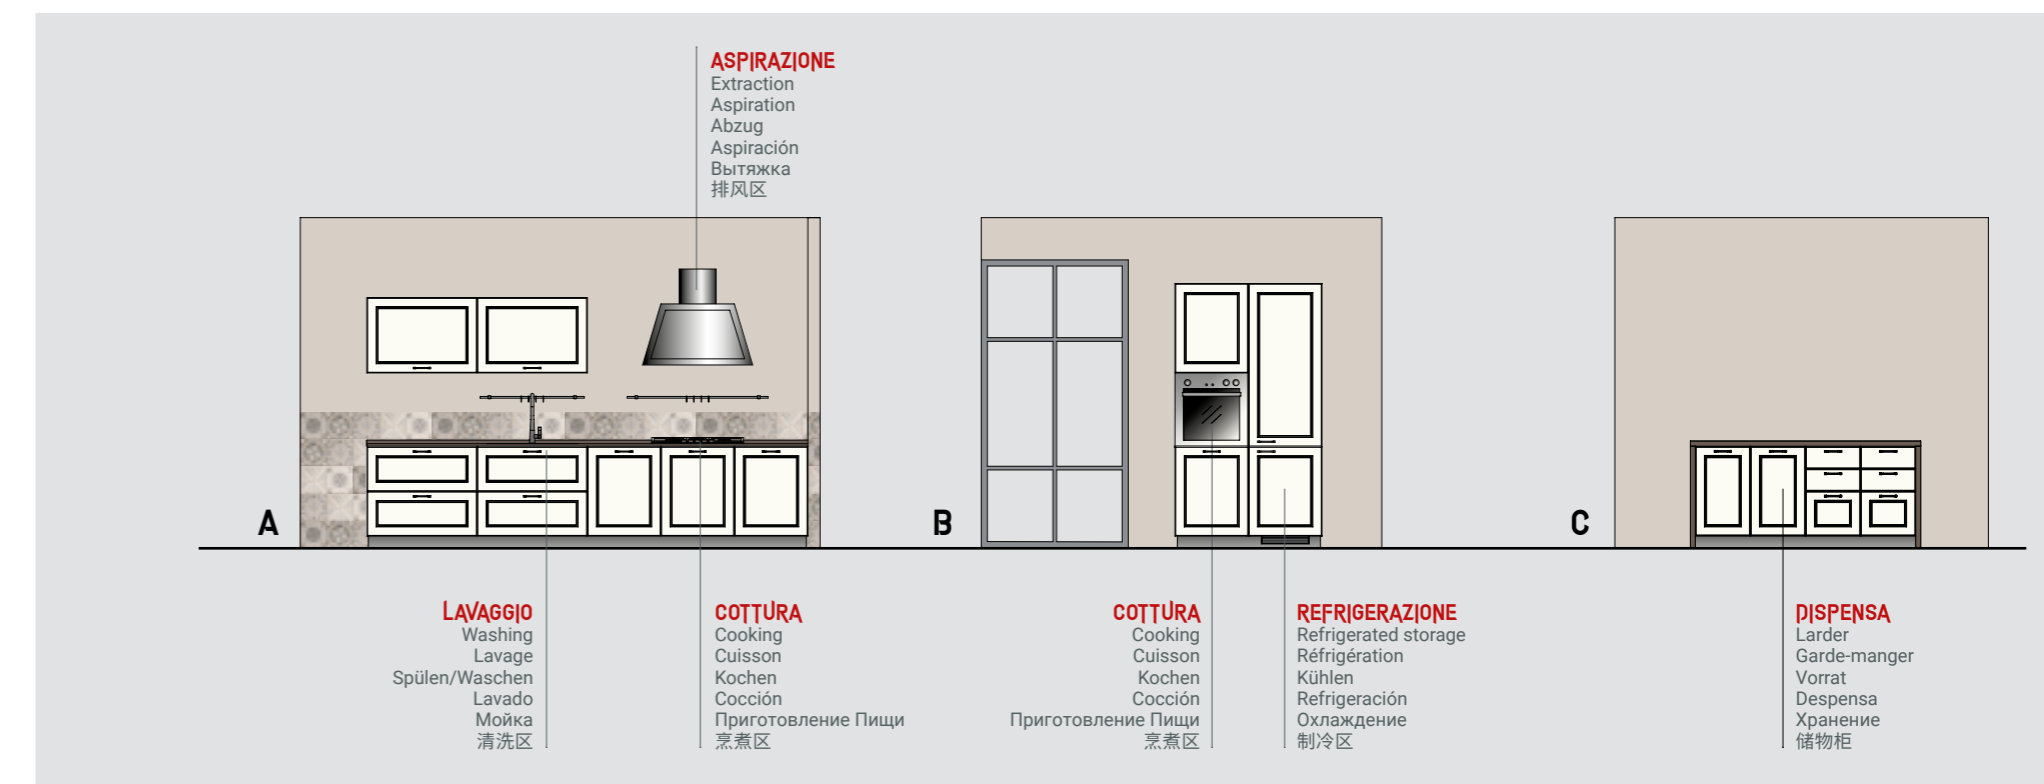 ASPIRAZIONE
Extraction
Aspiration
Abzug
Aspiración
Вытяжка
排风区
A
B
C
LAVAGGIO
Washing
Lavage
Spülen/Waschen
Lavado
Мойка
清洗区
COTTURA
Cooking
Cuisson
Kochen
Cocción
Приготовление Пищи
烹煮区
COTTURA
Cooking
Cuisson
Kochen
Cocción
Приготовление Пищи
烹煮区
REFRIGERAZIONE
Refrigerated storage
Réfrigération
Kühlen
Refrigeración
Охлаждение
制冷区
DISPENSA
Larder
Garde-manger
Vorrat
Despensa
Хранение
储物柜